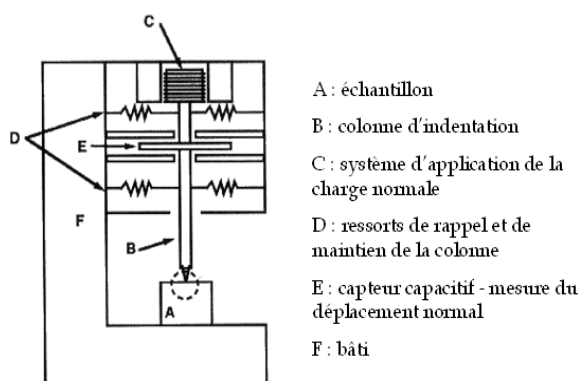 C
D
E
F
B
A
A : échantillon
B : colonne d'indentation
C : système d'application de la
charge normale
D : ressorts de rappel et de
maintien de la colonne
E : capteur capacitif - mesure du
déplacement normal
F : bâti